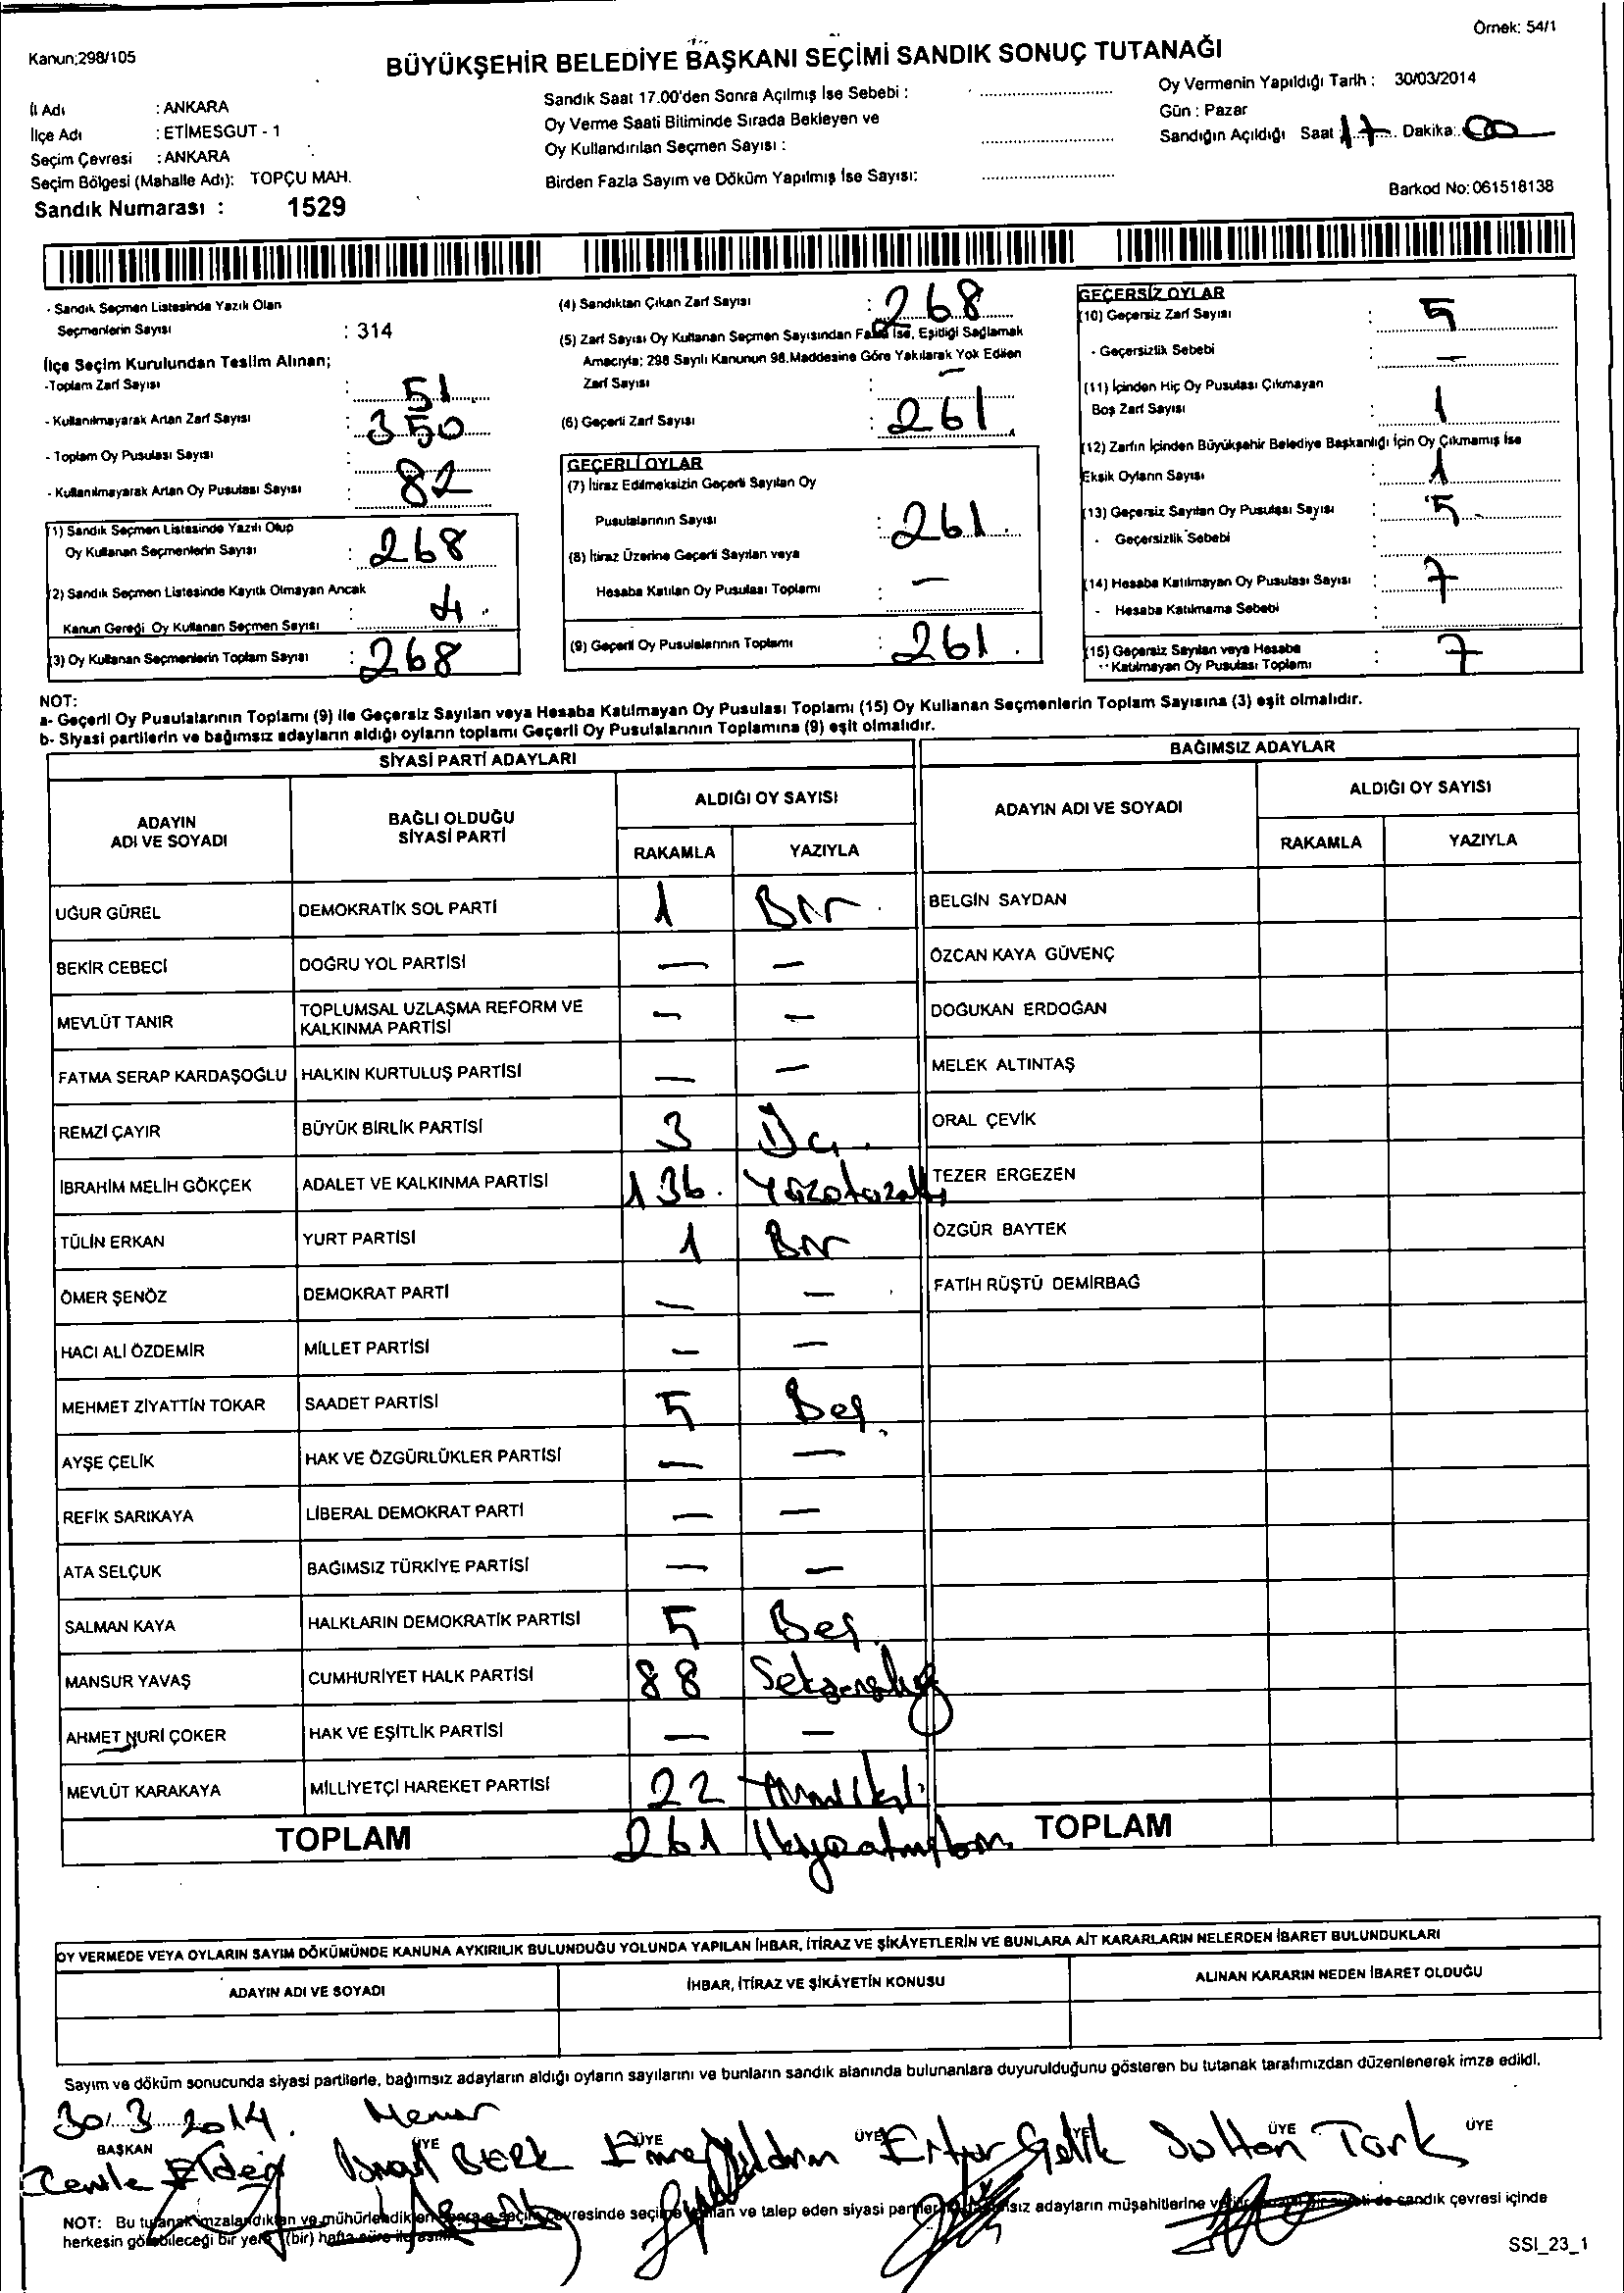 Örnek: 54/1
Kanun;298/105
BÜYÜKŞEHİR BELEDİYE BAŞKANI SEÇİMİ SANDIK SONUÇ TUTANAĞI
İl Adı : ANKARA
İlçe Adı : ETİMESGUT - 1
Seçim Çevresi : ANKARA
Seçim Bölgesi (Mahalle Adı): TOPÇU MAH.
Sandık Numarası : 1529
Sandık Saat 17.00'den Sonra Açılmış İse Sebebi :
Oy Verme Saati Bitiminde Sırada Bekleyen ve
Oy Kullandırılan Seçmen Sayısı :
Birden Fazla Sayım ve Döküm Yapılmış İse Sayısı:
Oy Vermenin Yapıldığı Tarih : 30/03/2014
Gün : Pazar
Sandığın Açıldığı Saat 17 Dakika: 00
Barkod No: 061518138
- Sandık Seçmen Listesinde Yazılı Olan
Seçmenlerin Sayısı : 314
İlçe Seçim Kurulundan Teslim Alınan;
-Toplam Zarf Sayısı : 51
- Kullanılmayarak Artan Zarf Sayısı : 350
- Toplam Oy Pusulası Sayısı :
- Kullanılmayarak Artan Oy Pusulası Sayısı : 82
(1) Sandık Seçmen Listesinde Yazılı Olup
Oy Kullanan Seçmenlerin Sayısı : 268
(2) Sandık Seçmen Listesinde Kayıtlı Olmayan Ancak
Kanun Gereği Oy Kullanan Seçmen Sayısı : 4.
(3) Oy Kullanan Seçmenlerin Toplam Sayısı : 268
(4) Sandıktan Çıkan Zarf Sayısı : 268
(5) Zarf Sayısı Oy Kullanan Seçmen Sayısından Fazla İse, Eşitliği Sağlamak
Amacıyla; 298 Sayılı Kanunun 98.Maddesine Göre Yakılarak Yok Edilen
Zarf Sayısı : —
(6) Geçerli Zarf Sayısı : 261
GEÇERLİ OYLAR
(7) İtiraz Edilmeksizin Geçerli Sayılan Oy
Pusulalarının Sayısı : 261.
(8) İtiraz Üzerine Geçerli Sayılan veya
Hesaba Katılan Oy Pusulası Toplamı : —
(9) Geçerli Oy Pusulalarının Toplamı : 261.
GEÇERSİZ OYLAR
(10) Geçersiz Zarf Sayısı : 5
- Geçersizlik Sebebi : —
(11) İçinden Hiç Oy Pusulası Çıkmayan
Boş Zarf Sayısı : 1
(12) Zarfın İçinden Büyükşehir Belediye Başkanlığı İçin Oy Çıkmamış İse
Eksik Oyların Sayısı : 1
(13) Geçersiz Sayılan Oy Pusulası Sayısı : 5
- Geçersizlik Sebebi :
(14) Hesaba Katılmayan Oy Pusulası Sayısı : 7
- Hesaba Katılmama Sebebi :
(15) Geçersiz Sayılan veya Hesaba
Katılmayan Oy Pusulası Toplamı : 7
NOT:
a- Geçerli Oy Pusulalarının Toplamı (9) ile Geçersiz Sayılan veya Hesaba Katılmayan Oy Pusulası Toplamı (15) Oy Kullanan Seçmenlerin Toplam Sayısına (3) eşit olmalıdır.
b- Siyasi partilerin ve bağımsız adayların aldığı oyların toplamı Geçerli Oy Pusulalarının Toplamına (9) eşit olmalıdır.
SİYASİ PARTİ ADAYLARI
ADAYIN ADI VE SOYADI
BAĞLI OLDUĞU SİYASİ PARTİ
ALDIĞI OY SAYISI
RAKAMLA YAZIYLA
UĞUR GÜREL DEMOKRATİK SOL PARTİ 1 Bir
BEKİR CEBECİ DOĞRU YOL PARTİSİ — —
MEVLÜT TANIR TOPLUMSAL UZLAŞMA REFORM VE KALKINMA PARTİSİ — —
FATMA SERAP KARDAŞOĞLU HALKIN KURTULUŞ PARTİSİ — —
REMZİ ÇAYIR BÜYÜK BİRLİK PARTİSİ 3 Üç.
İBRAHİM MELİH GÖKÇEK ADALET VE KALKINMA PARTİSİ 136. Yüzotuzaltı
TÜLİN ERKAN YURT PARTİSİ 1 Bir
ÖMER ŞENÖZ DEMOKRAT PARTİ — —
HACI ALİ ÖZDEMİR MİLLET PARTİSİ — —
MEHMET ZİYATTİN TOKAR SAADET PARTİSİ 5 Beş
AYŞE ÇELİK HAK VE ÖZGÜRLÜKLER PARTİSİ — —
REFİK SARIKAYA LİBERAL DEMOKRAT PARTİ — —
ATA SELÇUK BAĞIMSIZ TÜRKİYE PARTİSİ — —
SALMAN KAYA HALKLARIN DEMOKRATİK PARTİSİ 5 Beş
MANSUR YAVAŞ CUMHURİYET HALK PARTİSİ 88 Seksensekiz
AHMET NURİ ÇOKER HAK VE EŞİTLİK PARTİSİ — —
MEVLÜT KARAKAYA MİLLİYETÇİ HAREKET PARTİSİ 22 Yirmiiki
TOPLAM 261 İkiyüzatmışbir
BAĞIMSIZ ADAYLAR
ADAYIN ADI VE SOYADI
ALDIĞI OY SAYISI
RAKAMLA YAZIYLA
BELGİN SAYDAN
ÖZCAN KAYA GÜVENÇ
DOĞUKAN ERDOĞAN
MELEK ALTINTAŞ
ORAL ÇEVİK
TEZER ERGEZEN
ÖZGÜR BAYTEK
FATİH RÜŞTÜ DEMİRBAĞ
TOPLAM
OY VERMEDE VEYA OYLARIN SAYIM DÖKÜMÜNDE KANUNA AYKIRILIK BULUNDUĞU YOLUNDA YAPILAN İHBAR, İTİRAZ VE ŞİKÂYETLERİN VE BUNLARA AİT KARARLARIN NELERDEN İBARET BULUNDUKLARI
ADAYIN ADI VE SOYADI İHBAR, İTİRAZ VE ŞİKÂYETİN KONUSU ALINAN KARARIN NEDEN İBARET OLDUĞU
Sayım ve döküm sonucunda siyasi partilerle, bağımsız adayların aldığı oyların sayılarını ve bunların sandık alanında bulunanlara duyurulduğunu gösteren bu tutanak tarafımızdan düzenlenerek imza edildi.
30/3/2014 Memur
BAŞKAN ÜYE ÜYE ÜYE ÜYE ÜYE ÜYE
BERK Emre Yıldırım Çelik Sultan Türk
NOT: Bu tutanak imzalandıktan ve mühürlendikten sonra seçim çevresinde seçime katılan ve talep eden siyasi partiler bağımsız adayların müşahitlerine sandık çevresi içinde
herkesin görebileceği bir yere (bir) hafta süre ile
SSI_23_1